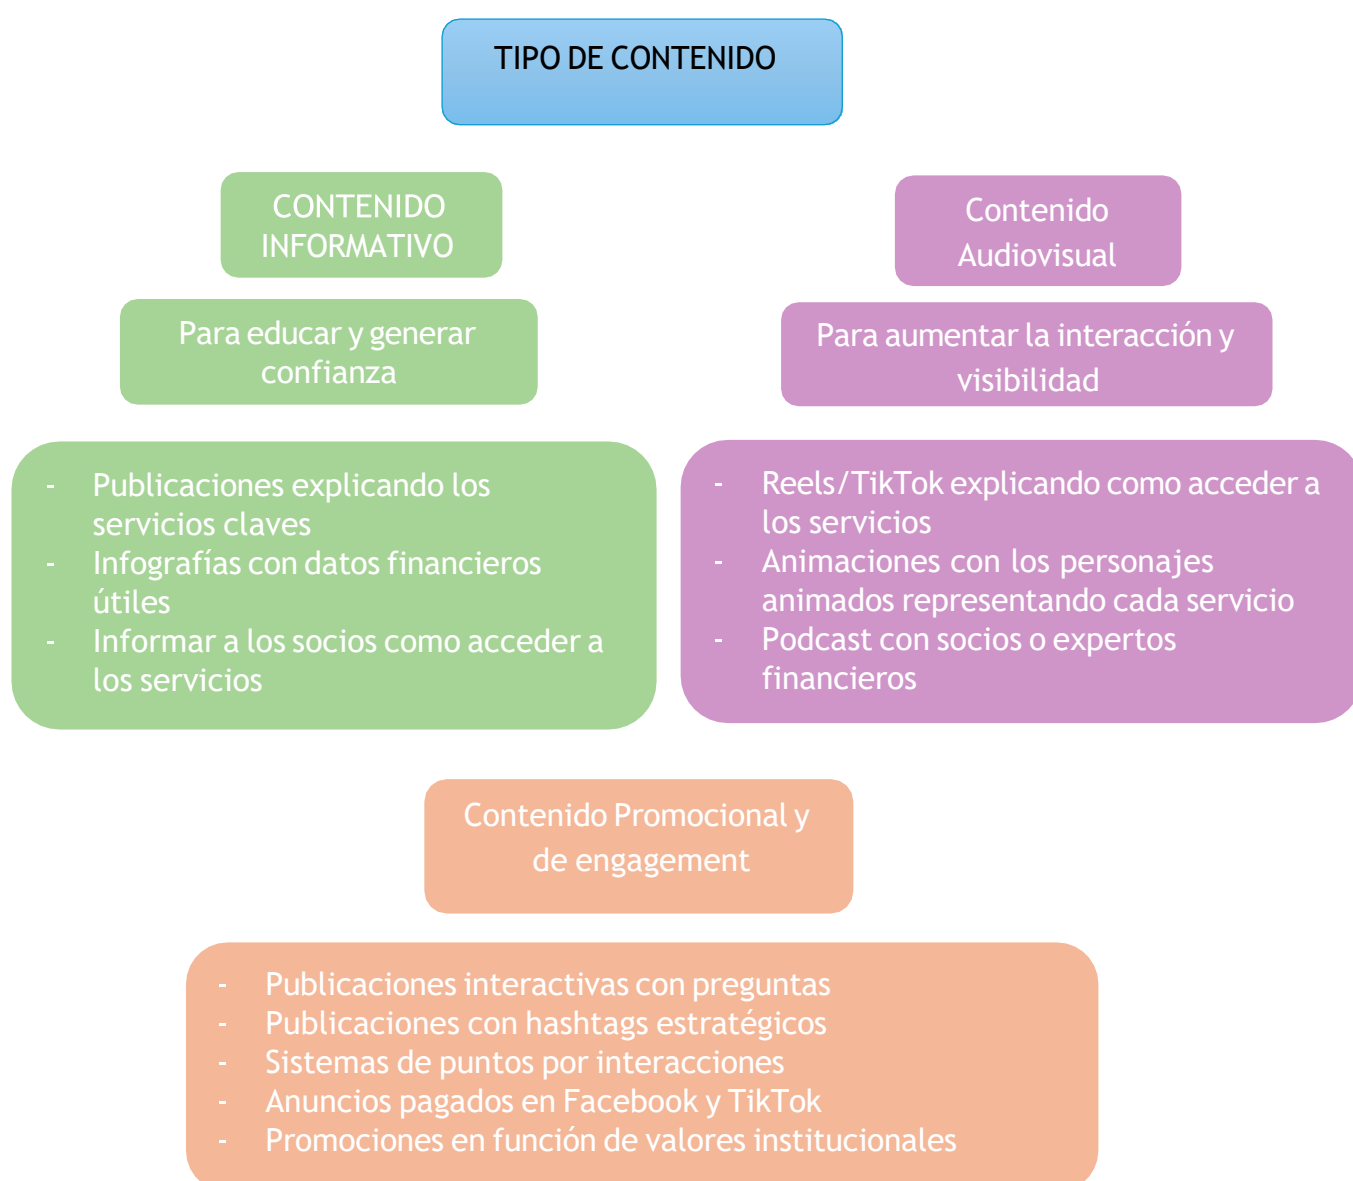 TIPO DE CONTENIDO
CONTENIDO
INFORMATIVO
Para educar y generar
confianza
- Publicaciones explicando los
servicios claves
- Infografías con datos financieros
útiles
- Informar a los socios como acceder a
los servicios
Contenido
Audiovisual
Para aumentar la interacción y
visibilidad
- Reels/TikTok explicando como acceder a
los servicios
- Animaciones con los personajes
animados representando cada servicio
- Podcast con socios o expertos
financieros
Contenido Promocional y
de engagement
- Publicaciones interactivas con preguntas
- Publicaciones con hashtags estratégicos
- Sistemas de puntos por interacciones
- Anuncios pagados en Facebook y TikTok
- Promociones en función de valores institucionales